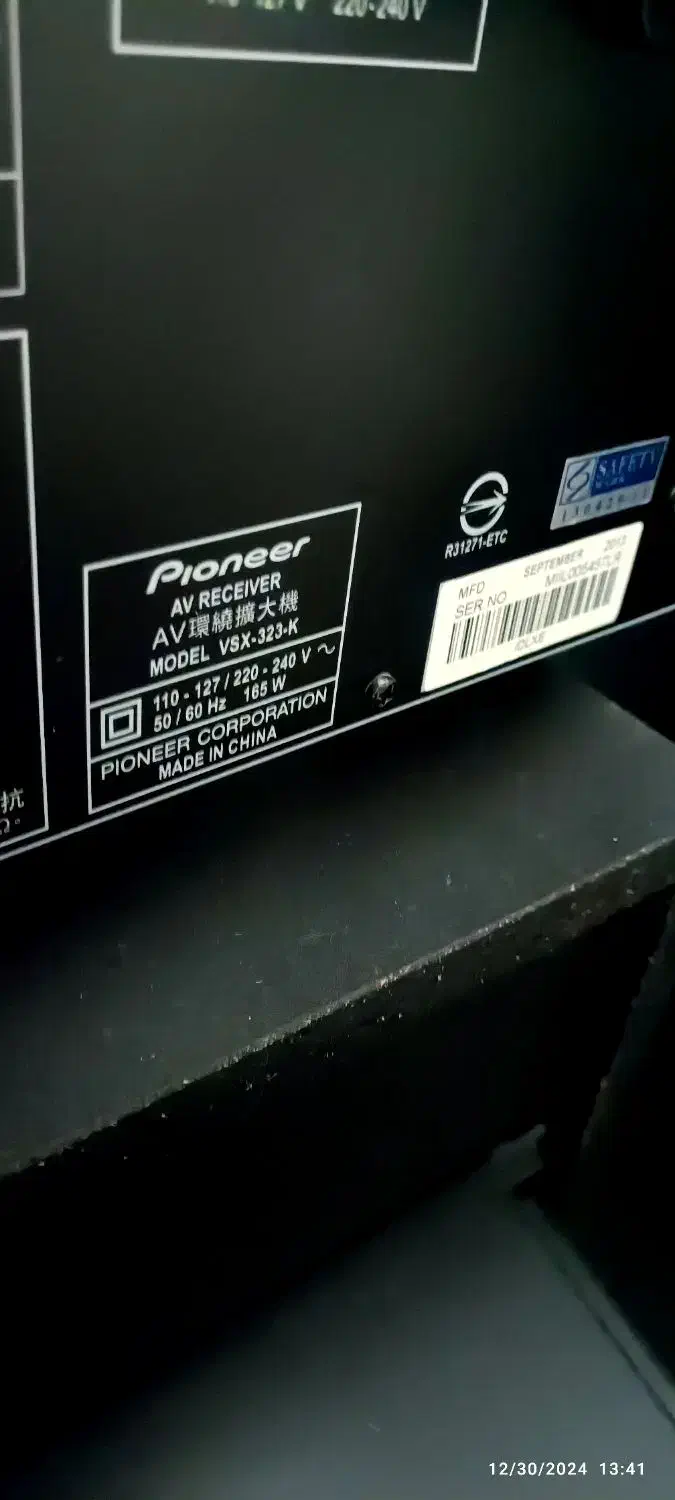 220-240 V
Pioneer
AV RECEIVER
AV環繞擴大機
MODEL VSX-323-K
110 - 127 / 220 - 240 V ~
50 / 60 Hz 165 W
PIONEER CORPORATION
MADE IN CHINA
R31271-ETC
SAFETY
MFD SEPTEMBER 2013
SER NO
抗
Ω。
12/30/2024 13:41